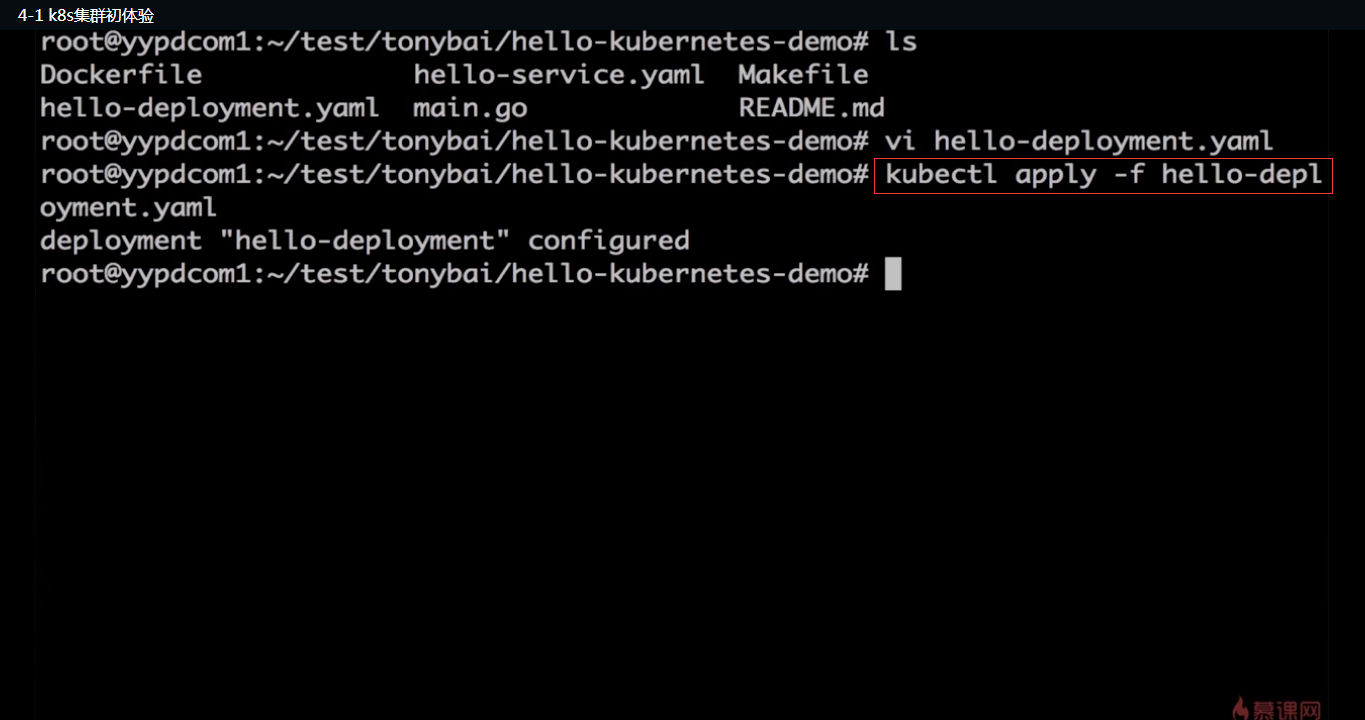 4-1 k8s集群初体验
root@yypdcom1:~/test/tonybai/hello-kubernetes-demo# ls
Dockerfile hello-service.yaml Makefile
hello-deployment.yaml main.go README.md
root@yypdcom1:~/test/tonybai/hello-kubernetes-demo# vi hello-deployment.yaml
root@yypdcom1:~/test/tonybai/hello-kubernetes-demo# kubectl apply -f hello-depl
oyment.yaml
deployment "hello-deployment" configured
root@yypdcom1:~/test/tonybai/hello-kubernetes-demo#
慕课网